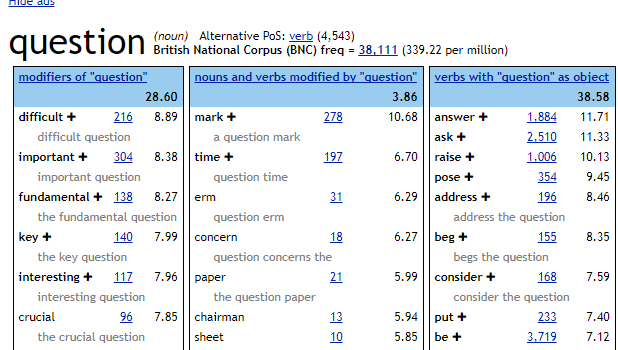 Hide ads
question (noun) Alternative PoS: verb (4,543)
British National Corpus (BNC) freq = 38,111 (339.22 per million)
modifiers of "question"
28.60
difficult + 216 8.89
difficult question
important + 304 8.38
important question
fundamental + 138 8.27
the fundamental question
key + 140 7.99
the key question
interesting + 117 7.96
interesting question
crucial 96 7.85
the crucial question
nouns and verbs modified by "question"
3.86
mark + 278 10.68
a question mark
time + 197 6.70
question time
erm 31 6.29
question erm
concern 18 6.27
question concerns the
paper 21 5.99
the question paper
chairman 13 5.94
sheet 10 5.85
verbs with "question" as object
38.58
answer + 1,884 11.71
ask + 2,510 11.33
raise + 1,006 10.13
pose + 354 9.45
address + 196 8.46
address the question
beg + 155 8.35
begs the question
consider + 168 7.59
consider the question
put + 233 7.40
be + 3,719 7.12